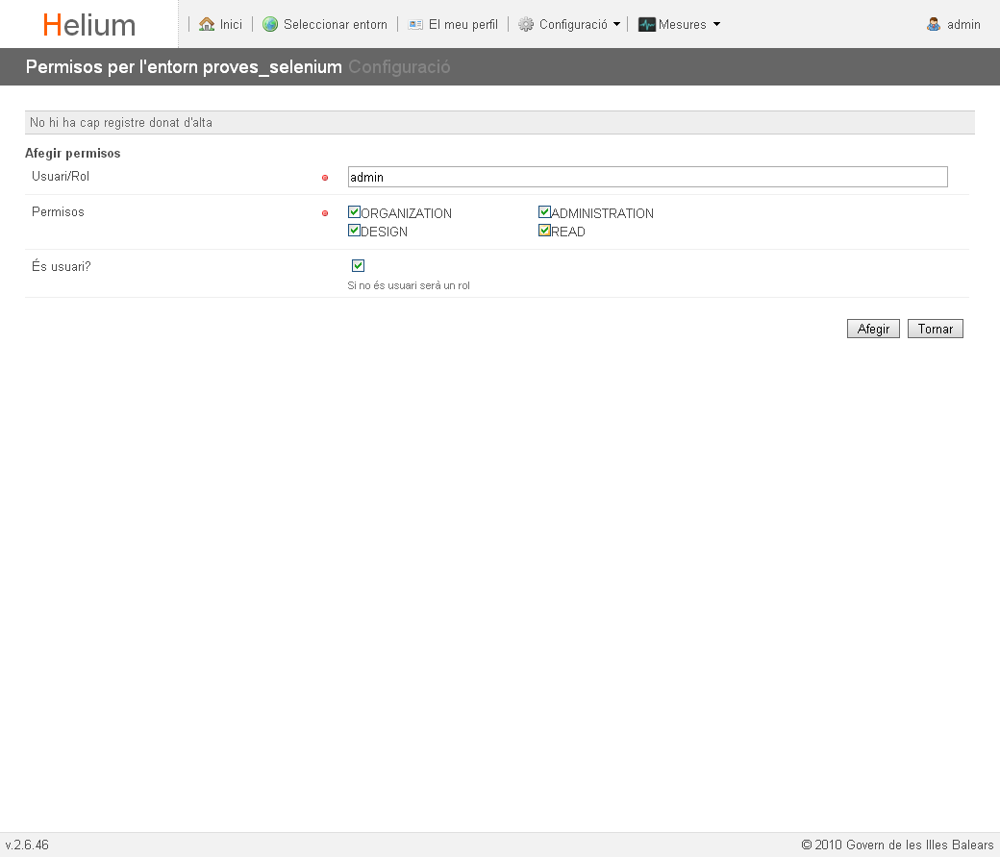 Helium
Inici
Seleccionar entorn
El meu perfil
Configuració
Mesures
admin
Permisos per l'entorn proves_selenium Configuració
No hi ha cap registre donat d'alta
Afegir permisos
Usuari/Rol
admin
Permisos
ORGANIZATION
ADMINISTRATION
DESIGN
READ
És usuari?
Si no és usuari serà un rol
Afegir
Tornar
v.2.6.46
© 2010 Govern de les Illes Balears